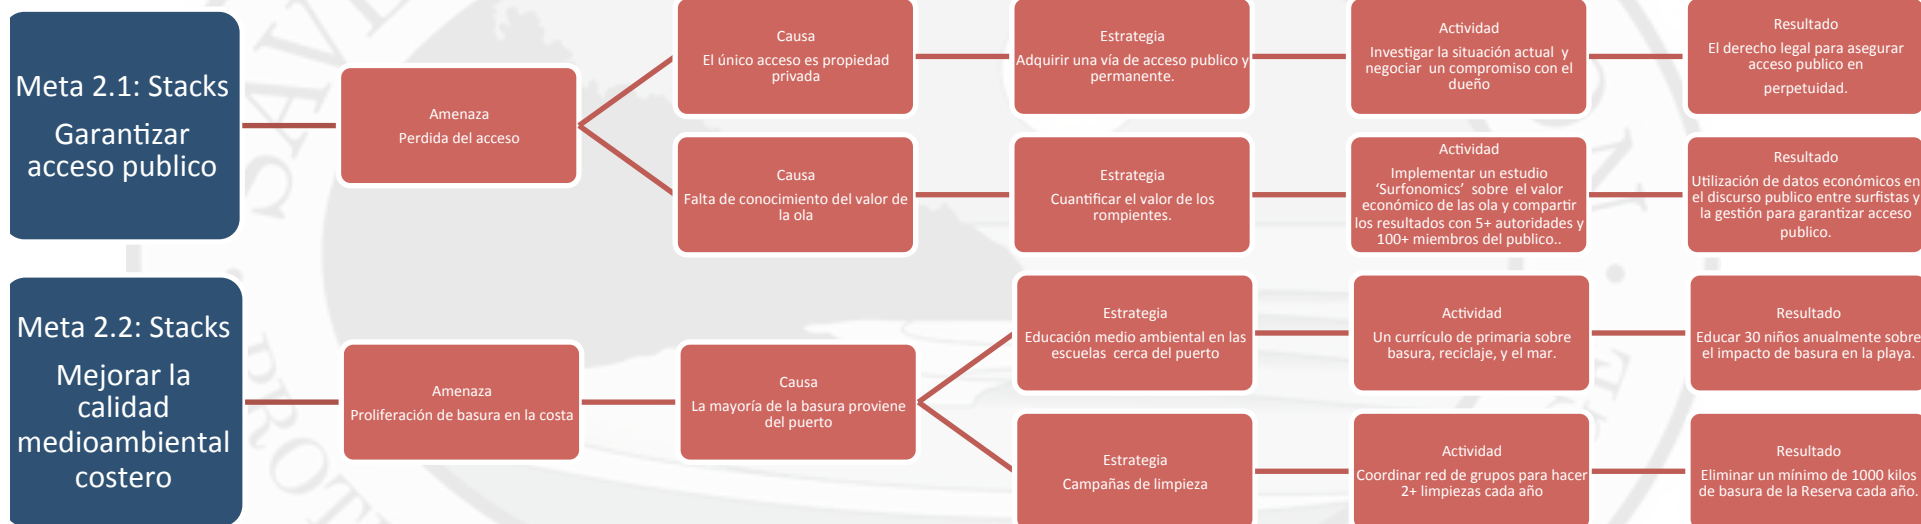 Meta 2.1: Stacks
Garantizar
acceso publico
Amenaza
Perdida del acceso
Causa
El único acceso es propiedad
privada
Estrategia
Adquirir una vía de acceso publico y
permanente.
Actividad
Investigar la situación actual y
negociar un compromiso con el
dueño
Resultado
El derecho legal para asegurar
acceso publico en
perpetuidad.
Causa
Falta de conocimiento del valor de
la ola
Estrategia
Cuantificar el valor de los
rompientes.
Actividad
Implementar un estudio
‘Surfonomics’ sobre el valor
económico de las ola y compartir
los resultados con 5+ autoridades y
100+ miembros del publico..
Resultado
Utilización de datos económicos en
el discurso publico entre surfistas y
la gestión para garantizar acceso
publico.
Meta 2.2: Stacks
Mejorar la
calidad
medioambiental
costero
Amenaza
Proliferación de basura en la costa
Causa
La mayoría de la basura proviene
del puerto
Estrategia
Educación medio ambiental en las
escuelas cerca del puerto
Actividad
Un currículo de primaria sobre
basura, reciclaje, y el mar.
Resultado
Educar 30 niños anualmente sobre
el impacto de basura en la playa.
Estrategia
Campañas de limpieza
Actividad
Coordinar red de grupos para hacer
2+ limpiezas cada año
Resultado
Eliminar un mínimo de 1000 kilos
de basura de la Reserva cada año.